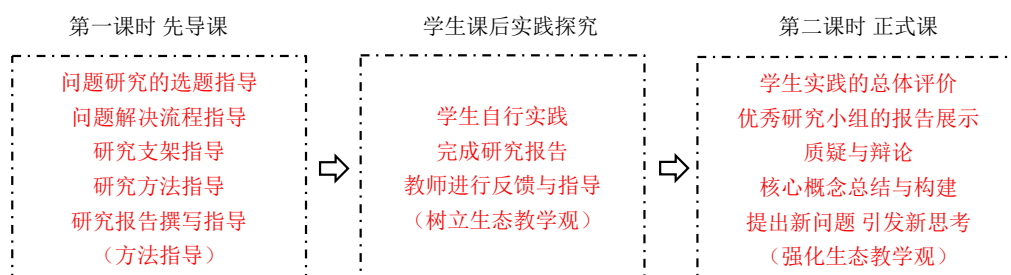 第一课时 先导课
问题研究的选题指导
问题解决流程指导
研究支架指导
研究方法指导
研究报告撰写指导
（方法指导）
学生课后实践探究
学生自行实践
完成研究报告
教师进行反馈与指导
（树立生态教学观）
第二课时 正式课
学生实践的总体评价
优秀研究小组的报告展示
质疑与辩论
核心概念总结与构建
提出新问题 引发新思考
（强化生态教学观）